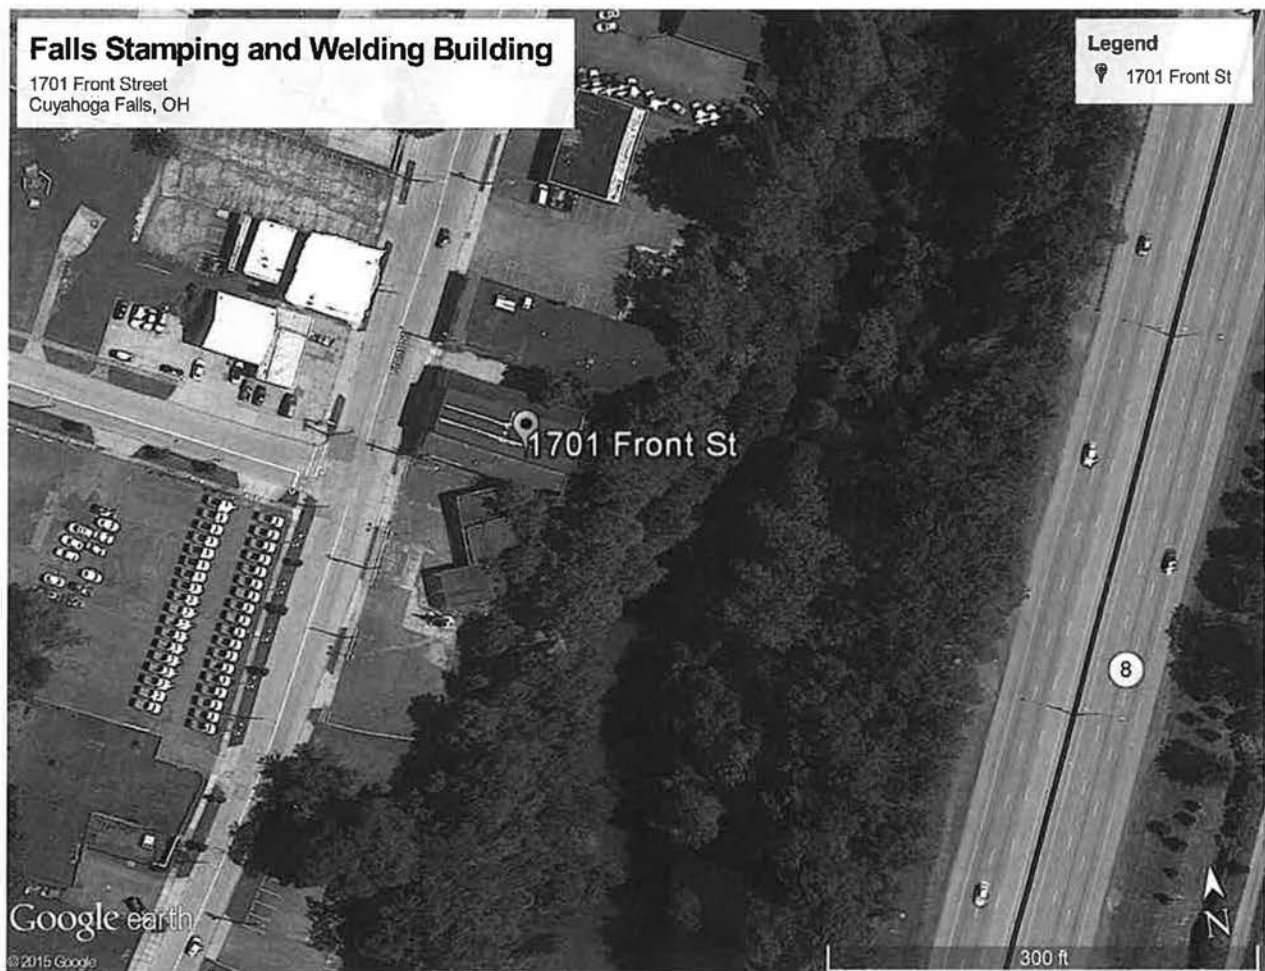 Falls Stamping and Welding Building
1701 Front Street
Cuyahoga Falls, OH
Legend
1701 Front St
1701 Front St
8
N
Google earth
© 2015 Google
300 ft